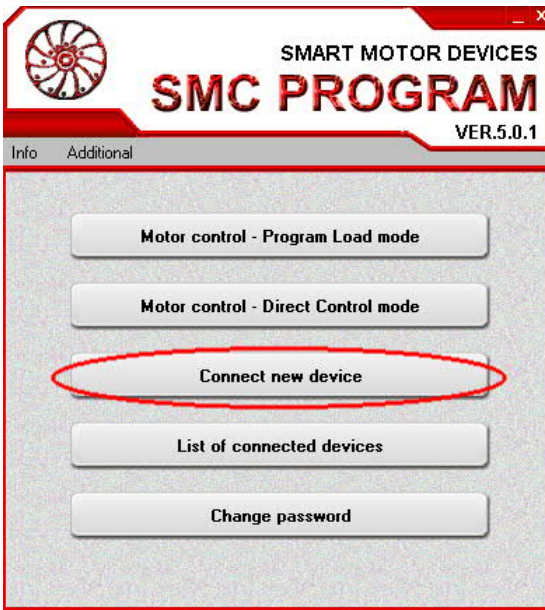 _ x
SMART MOTOR DEVICES
SMC PROGRAM
VER.5.0.1
Info Additional
Motor control - Program Load mode
Motor control - Direct Control mode
Connect new device
List of connected devices
Change password